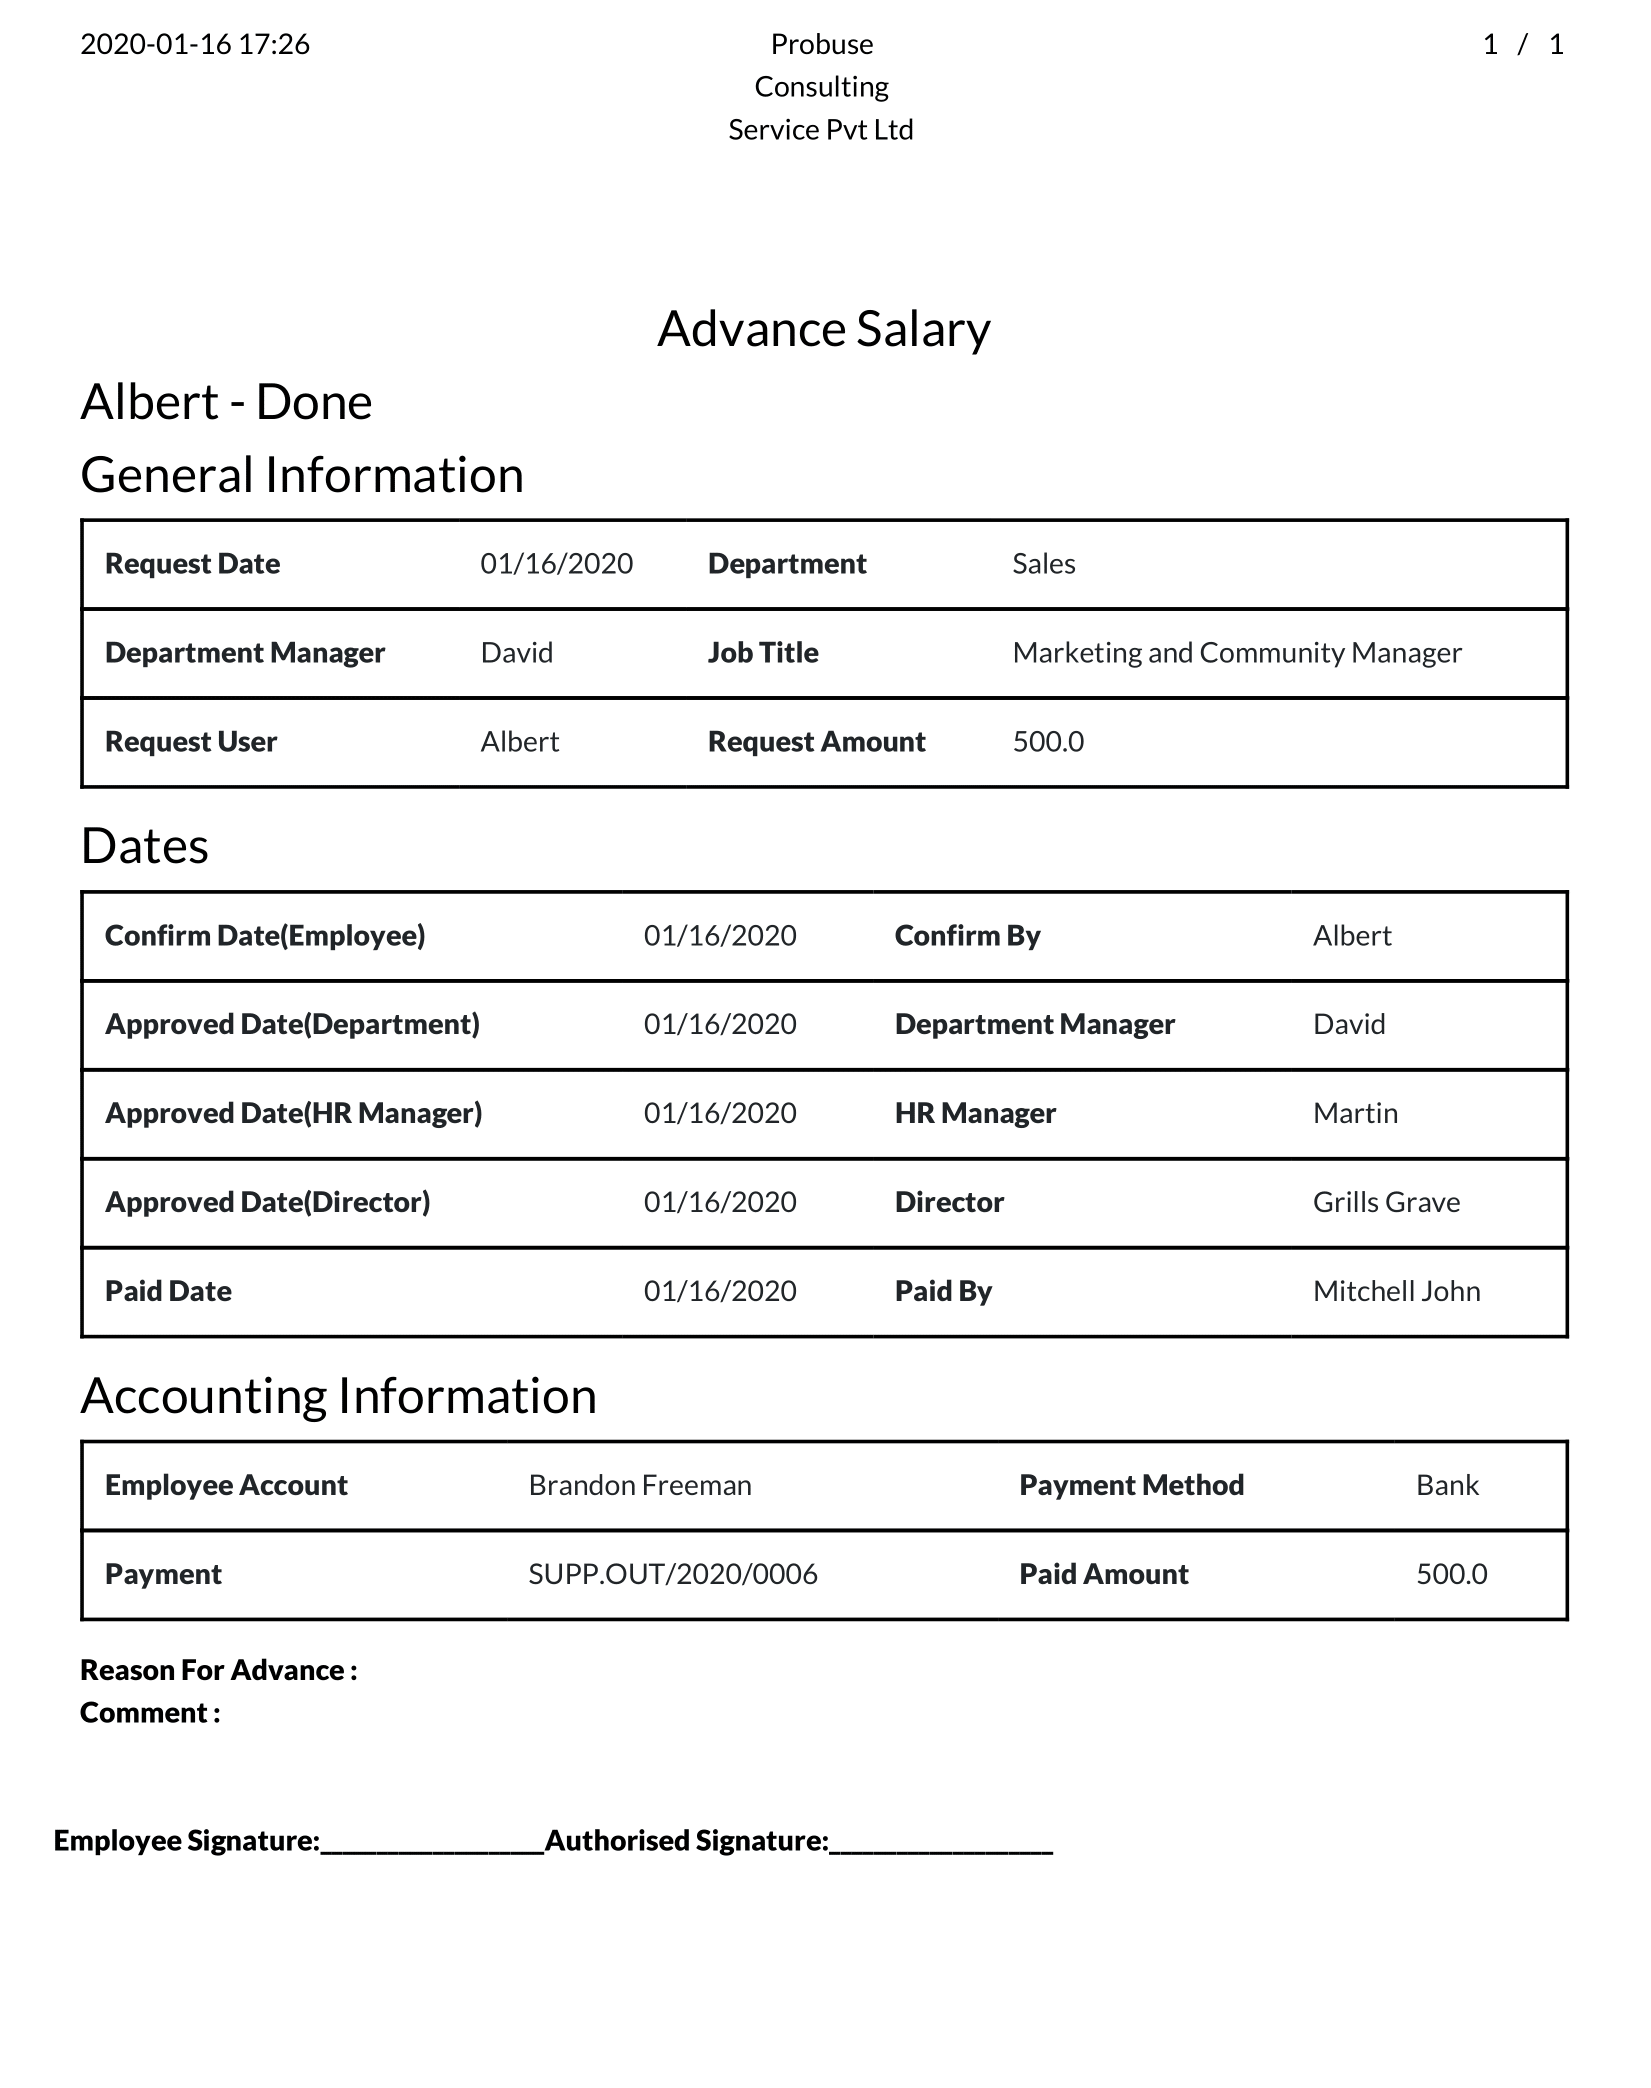 2020-01-16 17:26
Probuse
Consulting
Service Pvt Ltd
1 / 1
Advance Salary
Albert - Done
General Information
Request Date 01/16/2020 Department Sales
Department Manager David Job Title Marketing and Community Manager
Request User Albert Request Amount 500.0
Dates
Confirm Date(Employee) 01/16/2020 Confirm By Albert
Approved Date(Department) 01/16/2020 Department Manager David
Approved Date(HR Manager) 01/16/2020 HR Manager Martin
Approved Date(Director) 01/16/2020 Director Grills Grave
Paid Date 01/16/2020 Paid By Mitchell John
Accounting Information
Employee Account Brandon Freeman Payment Method Bank
Payment SUPP.OUT/2020/0006 Paid Amount 500.0
Reason For Advance :
Comment :
Employee Signature:__________________Authorised Signature:__________________